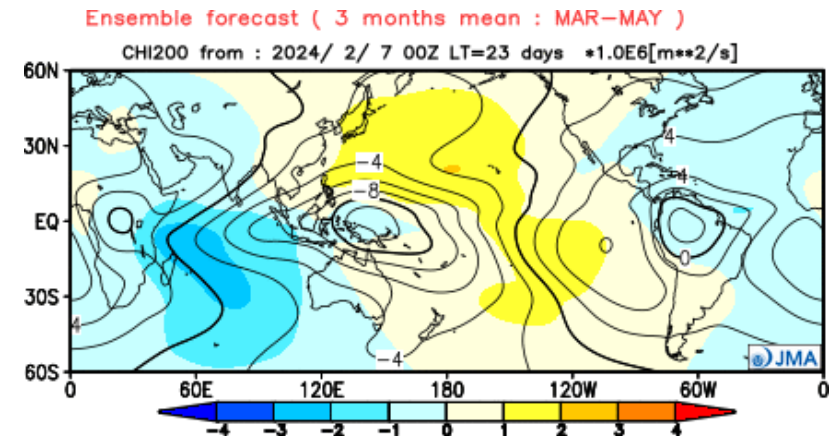 Ensemble forecast ( 3 months mean : MAR-MAY )
CHI200 from : 2024/ 2/ 7 00Z LT=23 days *1.0E6[m**2/s]
60N
30N
EQ
30S
60S
-4
-8
-4
4
4
-4
0
JMA
0 60E 120E 180 120W 60W 0
-4 -3 -2 -1 0 1 2 3 4